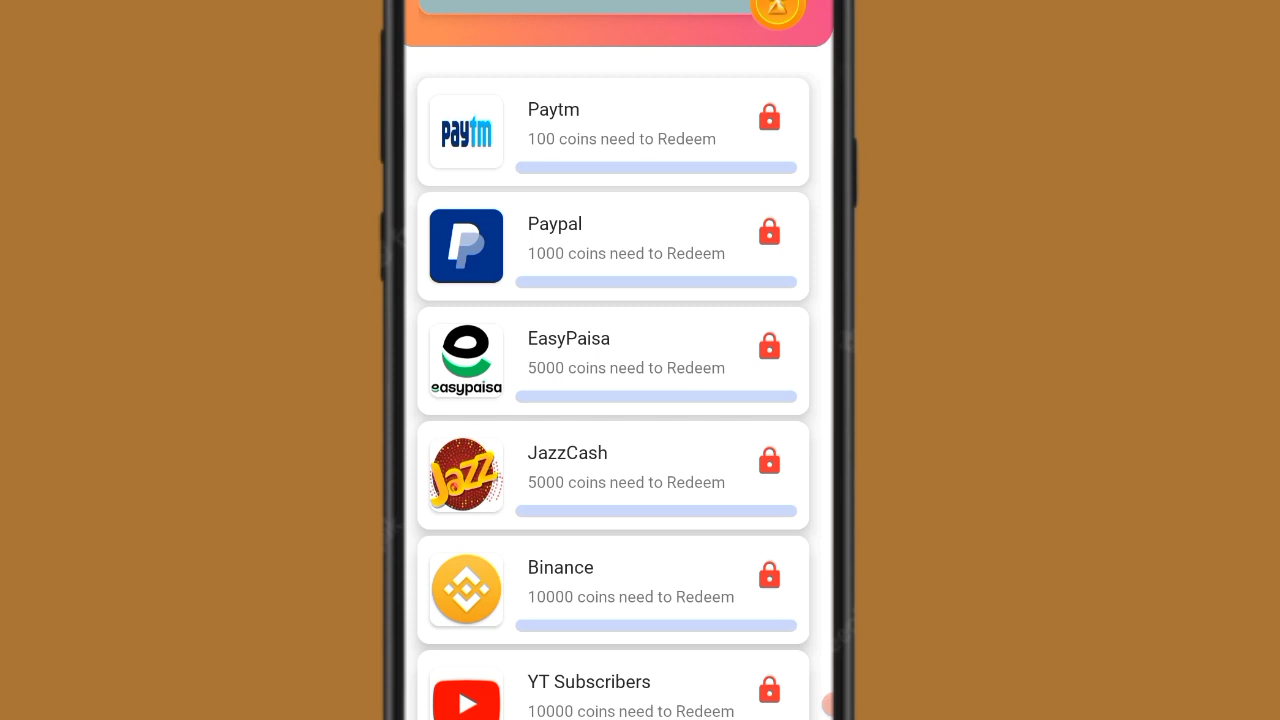 paytm
Paytm
100 coins need to Redeem
Paypal
1000 coins need to Redeem
easypaisa
EasyPaisa
5000 coins need to Redeem
Jazz
JazzCash
5000 coins need to Redeem
Binance
10000 coins need to Redeem
YT Subscribers
10000 coins need to Redeem